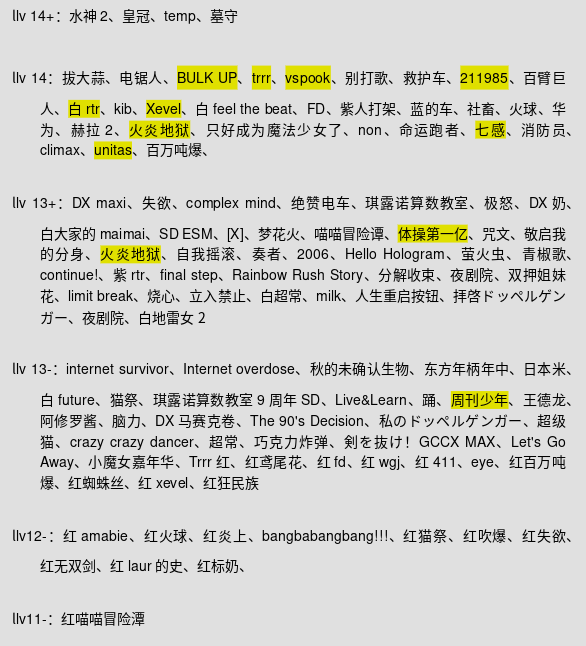 llv 14+：水神 2、皇冠、temp、墓守
llv 14：拔大蒜、电锯人、BULK UP、trrr、vspook、别打歌、救护车、211985、百臂巨
人、白 rtr、kib、Xevel、白 feel the beat、FD、紫人打架、蓝的车、社畜、火球、华
为、赫拉 2、火炎地狱、只好成为魔法少女了、non、命运跑者、七感、消防员、
climax、unitas、百万吨爆、
llv 13+：DX maxi、失欲、complex mind、绝赞电车、琪露诺算数教室、极怒、DX 奶、
白大家的 maimai、SD ESM、[X]、梦花火、喵喵冒险谭、体操第一亿、咒文、敬启我
的分身、火炎地狱、自我摇滚、奏者、2006、Hello Hologram、萤火虫、青椒歌、
continue!、紫 rtr、final step、Rainbow Rush Story、分解收束、夜剧院、双押姐妹
花、limit break、烧心、立入禁止、白超常、milk、人生重启按钮、拝啓ドッペルゲン
ガー、夜剧院、白地雷女 2
llv 13-：internet survivor、Internet overdose、秋的未确认生物、东方年柄年中、日本米、
白 future、猫祭、琪露诺算数教室 9 周年 SD、Live&Learn、踊、周刊少年、王德龙、
阿修罗酱、脑力、DX 马赛克卷、The 90's Decision、私のドッペルゲンガー、超级
猫、crazy crazy dancer、超常、巧克力炸弹、剣を抜け！GCCX MAX、Let's Go
Away、小魔女嘉年华、Trrr 红、红鸢尾花、红 fd、红 wgj、红 411、eye、红百万吨
爆、红蜘蛛丝、红 xevel、红狂民族
llv12-：红 amabie、红火球、红炎上、bangbabangbang!!!、红猫祭、红吹爆、红失欲、
红无双剑、红 laur 的史、红标奶、
llv11-：红喵喵冒险潭